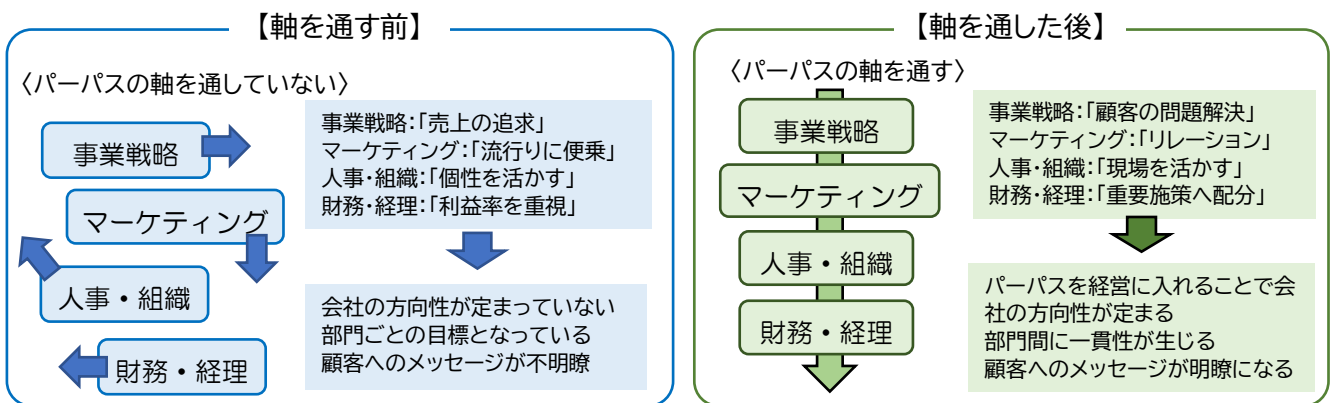 【軸を通す前】
〈パーパスの軸を通していない〉
事業戦略
マーケティング
人事・組織
財務・経理
事業戦略:「売上の追求」
マーケティング:「流行りに便乗」
人事・組織:「個性を活かす」
財務・経理:「利益率を重視」
会社の方向性が定まっていない
部門ごとの目標となっている
顧客へのメッセージが不明瞭
【軸を通した後】
〈パーパスの軸を通す〉
事業戦略
マーケティング
人事・組織
財務・経理
事業戦略:「顧客の問題解決」
マーケティング:「リレーション」
人事・組織:「現場を活かす」
財務・経理:「重要施策へ配分」
パーパスを経営に入れることで会
社の方向性が定まる
部門間に一貫性が生じる
顧客へのメッセージが明瞭になる